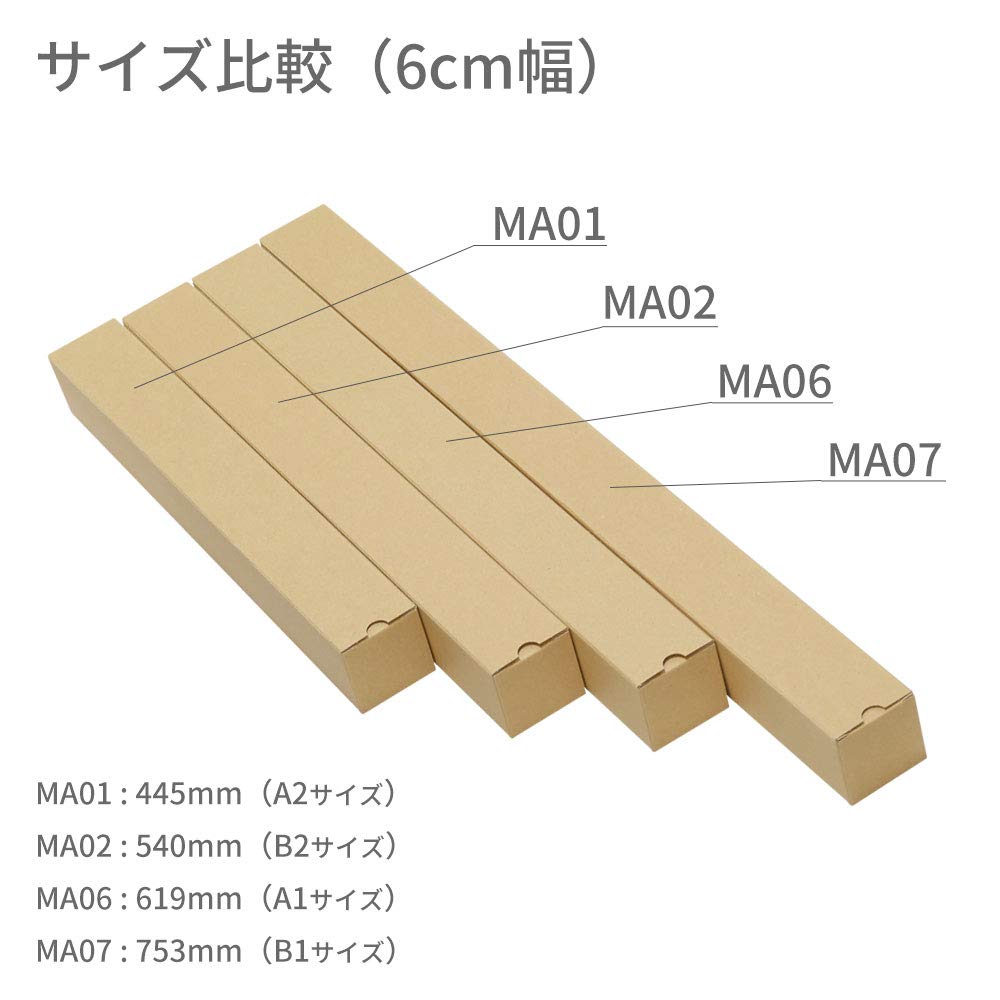 サイズ比較（6cm幅）
MA01
MA02
MA06
MA07
MA01 : 445mm（A2サイズ）
MA02 : 540mm（B2サイズ）
MA06 : 619mm（A1サイズ）
MA07 : 753mm（B1サイズ）